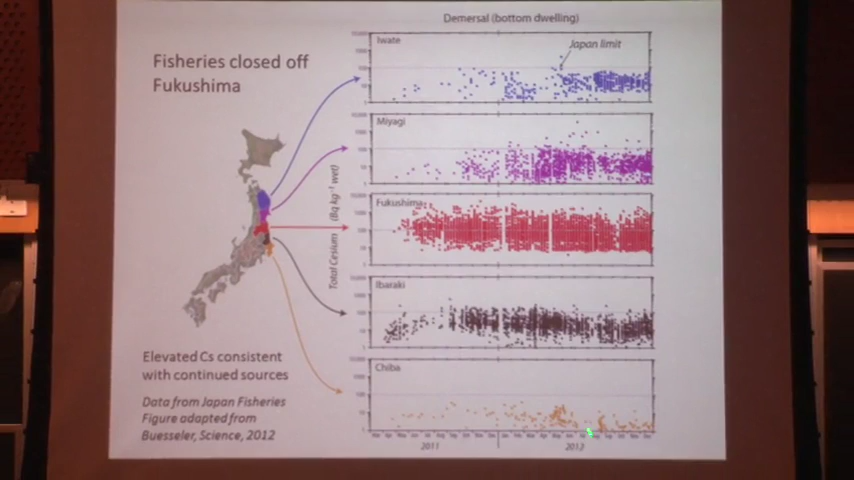 Demersal (bottom dwelling)
Fisheries closed off
Fukushima
Iwate
Japan limit
Miyagi
Fukushima
Ibaraki
Chiba
Total Cesium (Bq kg⁻¹ wet)
Elevated Cs consistent
with continued sources
Data from Japan Fisheries
Figure adapted from
Buesseler, Science, 2012
2011
2012